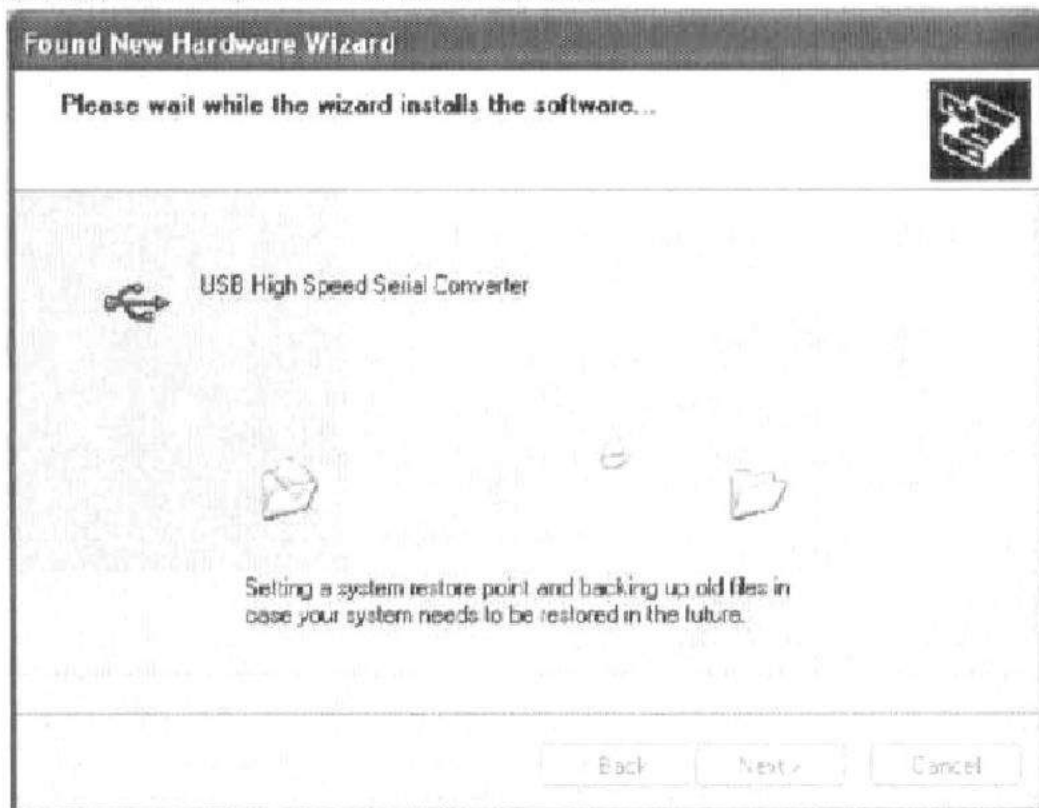 Found New Hardware Wizard
Please wait while the wizard installs the software...
USB High Speed Serial Converter
Setting a system restore point and backing up old files in
case your system needs to be restored in the future.
< Back
Next >
Cancel